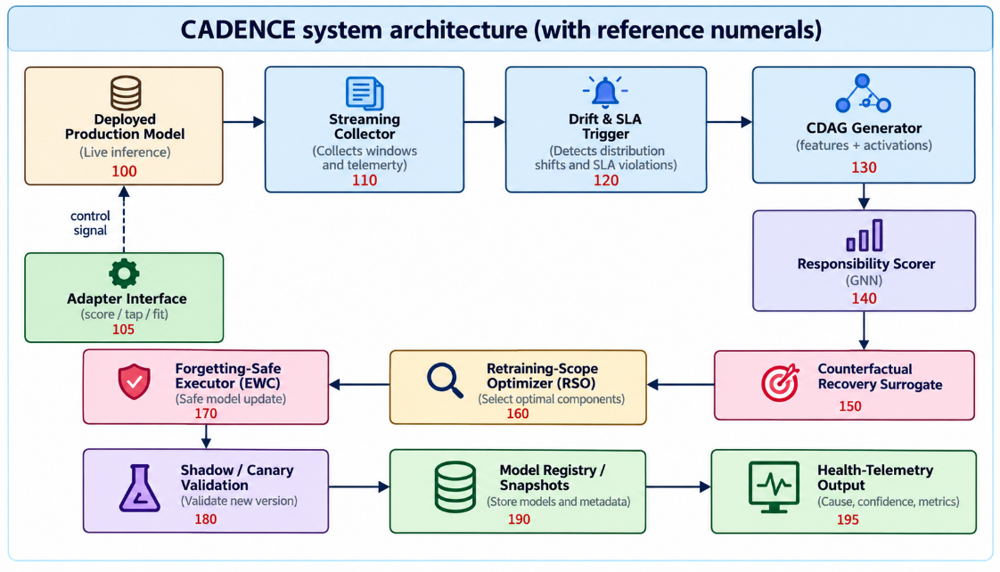 CADENCE system architecture (with reference numerals)
Deployed
Production Model
(Live inference)
100
Streaming
Collector
(Collects windows
and telemerty)
110
Drift & SLA
Trigger
(Detects distribution
shifts and SLA violations)
120
CDAG Generator
(features + activations)
130
control
signal
Adapter Interface
(score / tap / fit)
105
Responsibility Scorer
(GNN)
140
Counterfactual
Recovery Surrogate
150
Retraining-Scope
Optimizer (RSO)
(Select optimal components)
160
Forgetting-Safe
Executor (EWC)
(Safe model update)
170
Shadow / Canary
Validation
(Validate new version)
180
Model Registry /
Snapshots
(Store models and metadata)
190
Health-Telemetry
Output
(Cause, confidence, metrics)
195